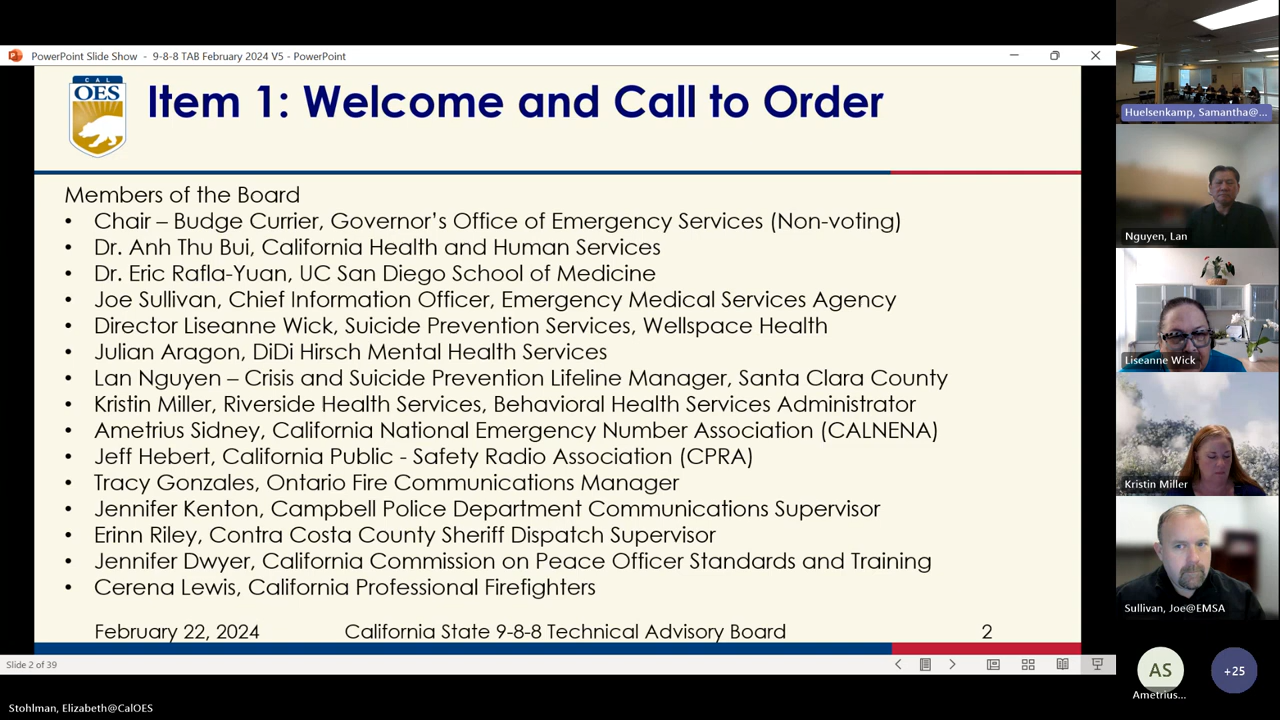 PowerPoint Slide Show - 9-8-8 TAB February 2024 V5 - PowerPoint
CAL
OES
Item 1: Welcome and Call to Order
Members of the Board
• Chair – Budge Currier, Governor's Office of Emergency Services (Non-voting)
• Dr. Anh Thu Bui, California Health and Human Services
• Dr. Eric Rafla-Yuan, UC San Diego School of Medicine
• Joe Sullivan, Chief Information Officer, Emergency Medical Services Agency
• Director Liseanne Wick, Suicide Prevention Services, Wellspace Health
• Julian Aragon, DiDi Hirsch Mental Health Services
• Lan Nguyen – Crisis and Suicide Prevention Lifeline Manager, Santa Clara County
• Kristin Miller, Riverside Health Services, Behavioral Health Services Administrator
• Ametrius Sidney, California National Emergency Number Association (CALNENA)
• Jeff Hebert, California Public - Safety Radio Association (CPRA)
• Tracy Gonzales, Ontario Fire Communications Manager
• Jennifer Kenton, Campbell Police Department Communications Supervisor
• Erinn Riley, Contra Costa County Sheriff Dispatch Supervisor
• Jennifer Dwyer, California Commission on Peace Officer Standards and Training
• Cerena Lewis, California Professional Firefighters
February 22, 2024 California State 9-8-8 Technical Advisory Board 2
Slide 2 of 39
Stohlman, Elizabeth@CalOES
Huelsenkamp, Samantha@...
Nguyen, Lan
Liseanne Wick
Kristin Miller
Sullivan, Joe@EMSA
AS
Ametrius...
+25